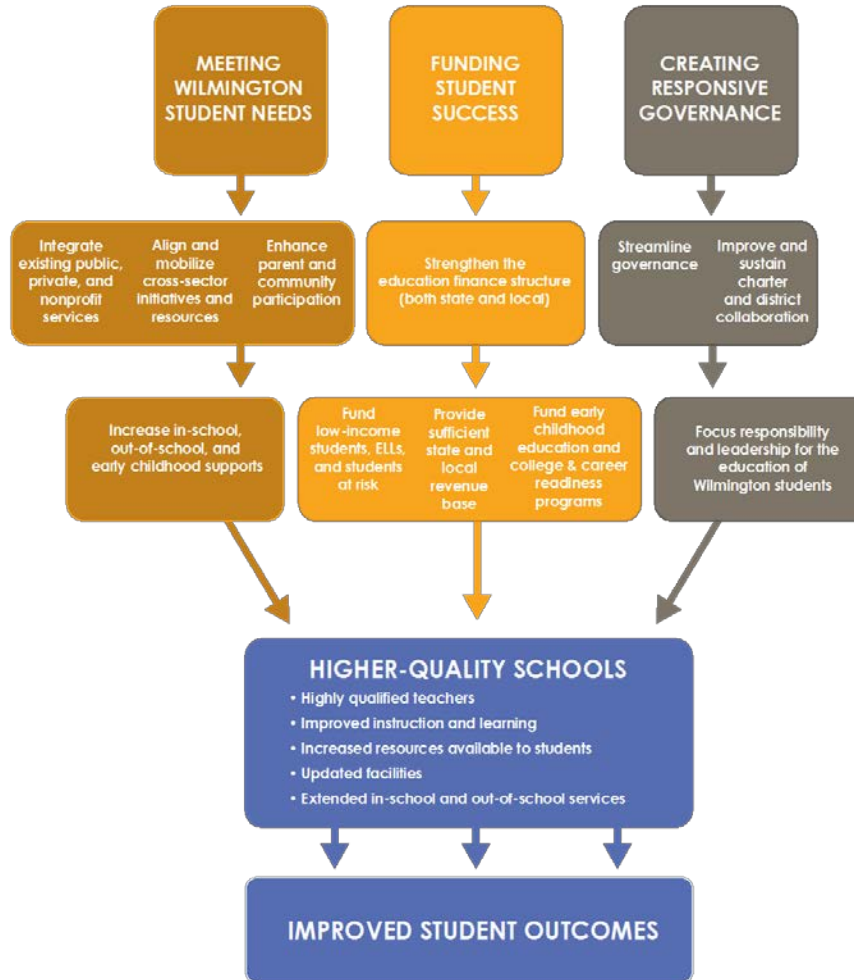 MEETING
WILMINGTON
STUDENT NEEDS
FUNDING
STUDENT
SUCCESS
CREATING
RESPONSIVE
GOVERNANCE
Integrate
existing public,
private, and
nonprofit
services
Align and
mobilize
cross-sector
initiatives and
resources
Enhance
parent and
community
participation
Strengthen the
education finance structure
(both state and local)
Streamline
governance
Improve and
sustain
charter
and district
collaboration
Increase in-school,
out-of-school, and
early childhood supports
Fund
low-income
students, ELLs,
and students
at risk
Provide
sufficient
state and
local
revenue
base
Fund early
childhood
education and
college & career
readiness
programs
Focus responsibility
and leadership for the
education of
Wilmington students
HIGHER-QUALITY SCHOOLS
• Highly qualified teachers
• Improved instruction and learning
• Increased resources available to students
• Updated facilities
• Extended in-school and out-of-school services
IMPROVED STUDENT OUTCOMES